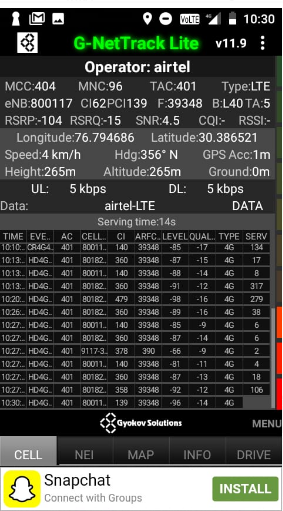 VoLTE 4G 10:30
G-NetTrack Lite v11.9
Operator: airtel
MCC:404 MNC:96 TAC:401 Type:LTE
eNB:800117 CI62PCI139 F:39348 B:L40 TA:5
RSRP:-104 RSRQ:-15 SNR:4.5 CQI:- RSSI:-
Longitude:76.794686 Latitude:30.386521
Speed:4 km/h Hdg:356° N GPS Acc:1m
Height:265m Altitude:265m Ground:0m
UL: 5 kbps DL: 5 kbps
Data: airtel-LTE DATA
Serving time:14s
TIME EVE.. AC CELL.. CI ARFC.. LEVEL QUAL.. TYPE SERV
10:10:.. CR4G4.. 401 80011.. 140 39348 -85 -17 4G 134
10:13:.. HD4G.. 401 80182.. 360 39348 -87 -15 4G 17
10:13:.. HD4G.. 401 80011.. 140 39348 -88 -14 4G 8
10:13:.. HD4G.. 401 80182.. 360 39348 -91 -12 4G 317
10:20:.. HD4G.. 401 80182.. 479 39348 -98 -16 4G 279
10:26:.. HD4G.. 401 80182.. 360 39348 -89 -16 4G 38
10:27:.. HD4G.. 401 80011.. 140 39348 -85 -9 4G 6
10:27:.. HD4G.. 401 80182.. 360 39348 -87 -14 4G 6
10:27:.. HD4G.. 401 9117-3.. 378 390 -66 -9 4G 2
10:27:.. HD4G.. 401 80011.. 140 39348 -81 -11 4G 4
10:27:.. HD4G.. 401 80182.. 360 39348 -87 -13 4G 18
10:27:.. HD4G.. 401 80182.. 358 39348 -92 -12 4G 106
10:30:.. HD4G.. 401 80011.. 139 39348 -96 -14 4G
Gyokov Solutions MENU
CELL NEI MAP INFO DRIVE
Snapchat
Connect with Groups
INSTALL